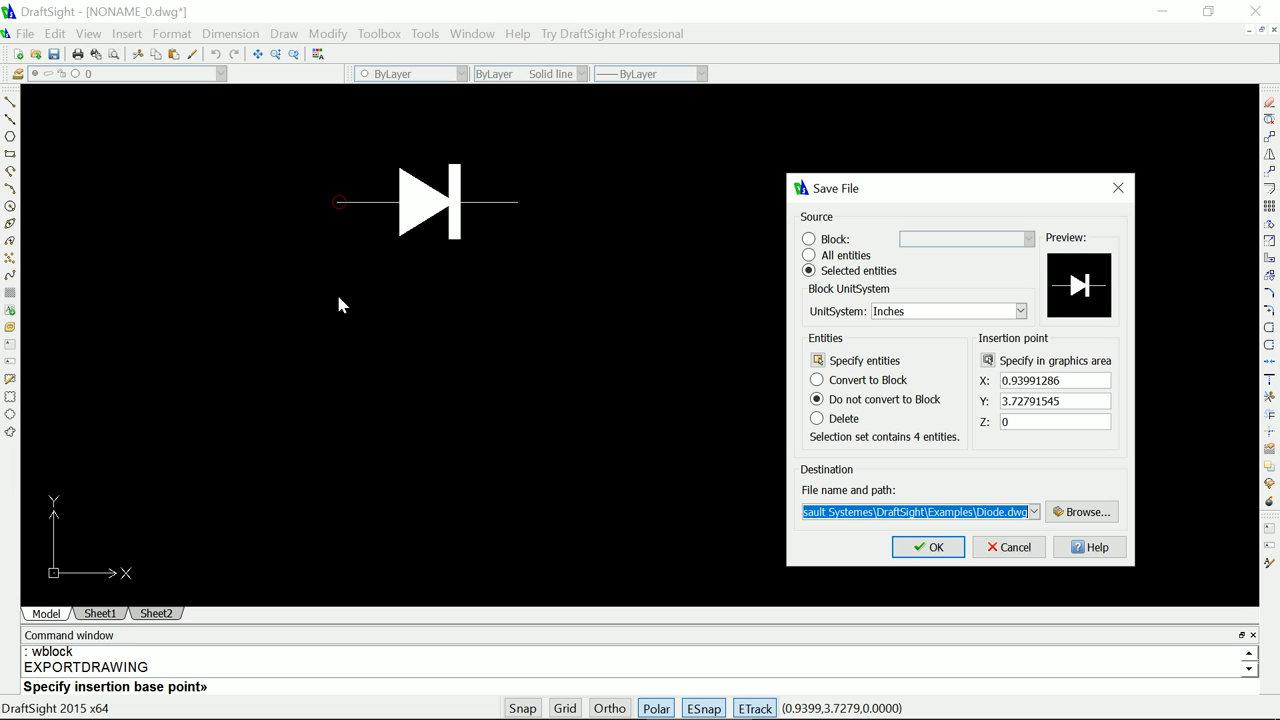 DraftSight - [NONAME_0.dwg*]
File Edit View Insert Format Dimension Draw Modify Toolbox Tools Window Help Try DraftSight Professional
0
ByLayer
ByLayer Solid line
ByLayer
Save File
Source
Block:
All entities
Selected entities
Preview:
Block UnitSystem
UnitSystem: Inches
Entities
Specify entities
Convert to Block
Do not convert to Block
Delete
Selection set contains 4 entities.
Insertion point
Specify in graphics area
X: 0.93991286
Y: 3.72791545
Z: 0
Destination
File name and path:
sault Systemes\DraftSight\Examples\Diode.dwg
Browse...
OK Cancel Help
Y
X
Model Sheet1 Sheet2
Command window
: wblock
EXPORTDRAWING
Specify insertion base point»
DraftSight 2015 x64
Snap Grid Ortho Polar ESnap ETrack (0.9399,3.7279,0.0000)